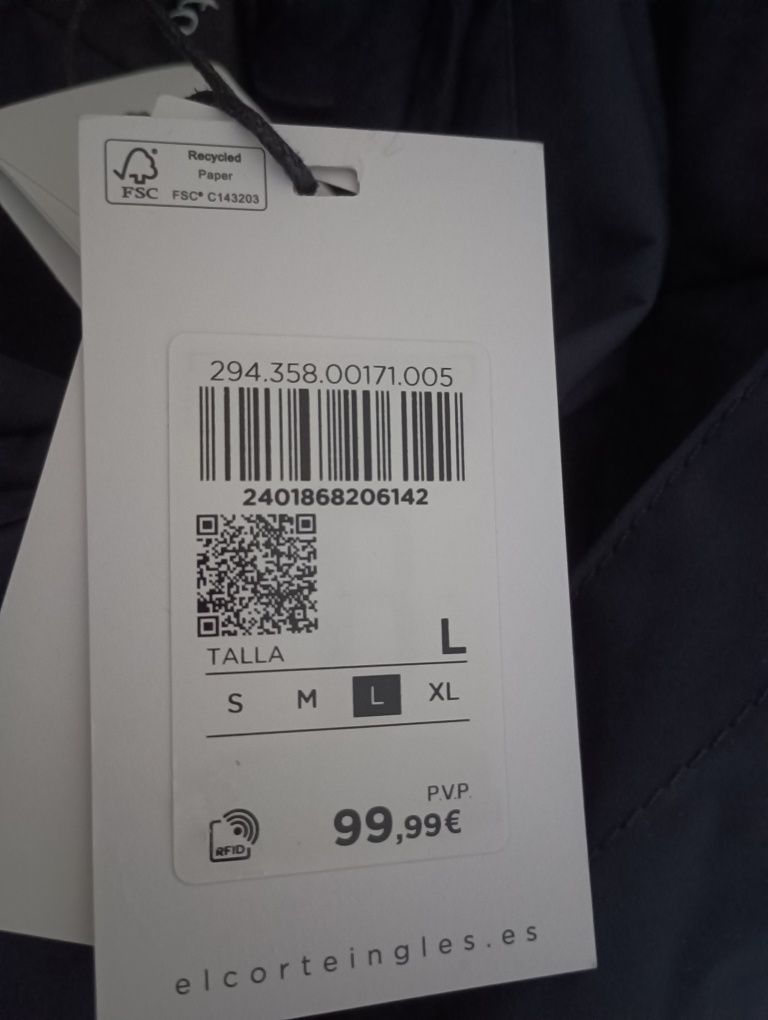 FSC
Recycled
Paper
FSC® C143203
294.358.00171.005
2401868206142
TALLA L
S M L XL
P.V.P.
99,99€
RFID
elcorteingles.es